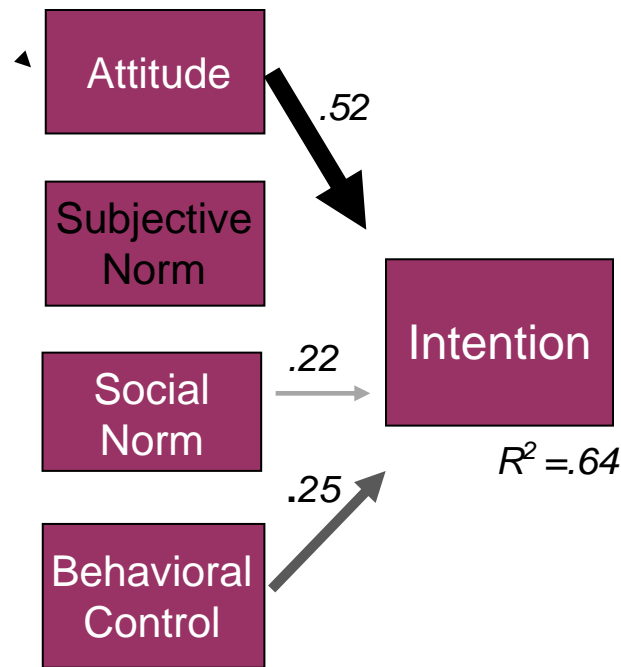 Attitude
.52
Subjective
Norm
Intention
.22
Social
Norm
R² =.64
.25
Behavioral
Control